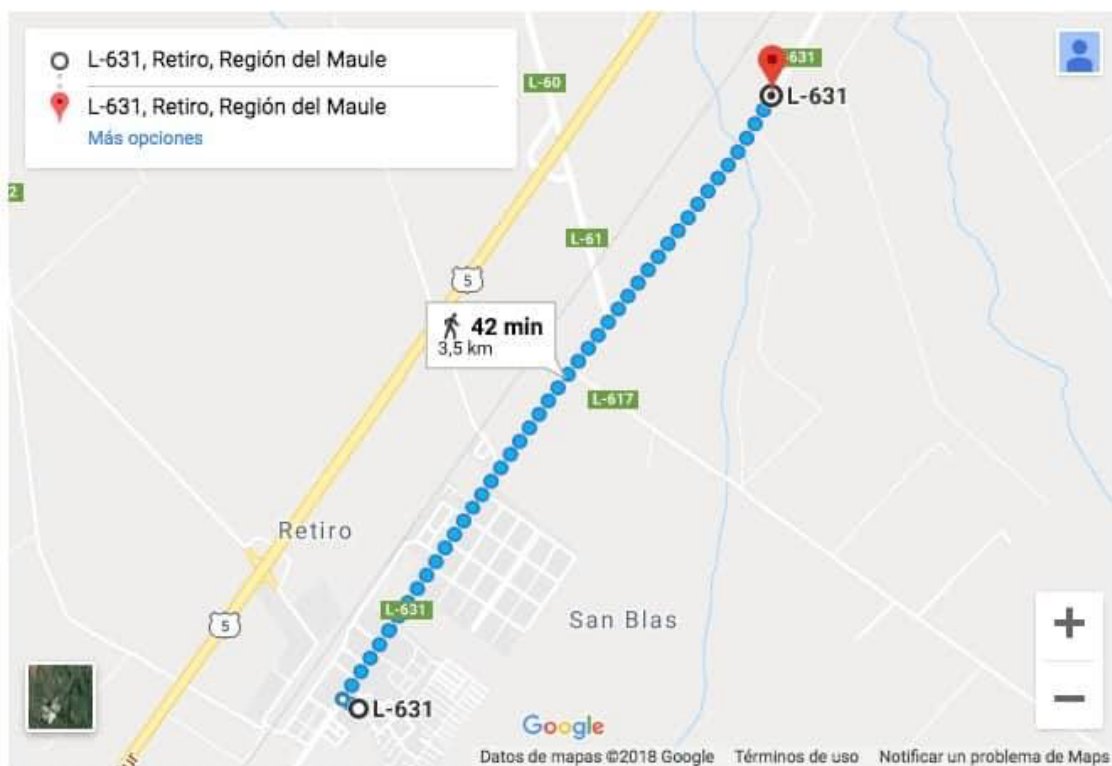 L-631, Retiro, Región del Maule
L-631, Retiro, Región del Maule
Más opciones
-631
L-631
L-60
2
L-61
5
42 min
3,5 km
L-617
Retiro
L-631
5
San Blas
L-631
Google
Datos de mapas ©2018 Google Términos de uso Notificar un problema de Maps